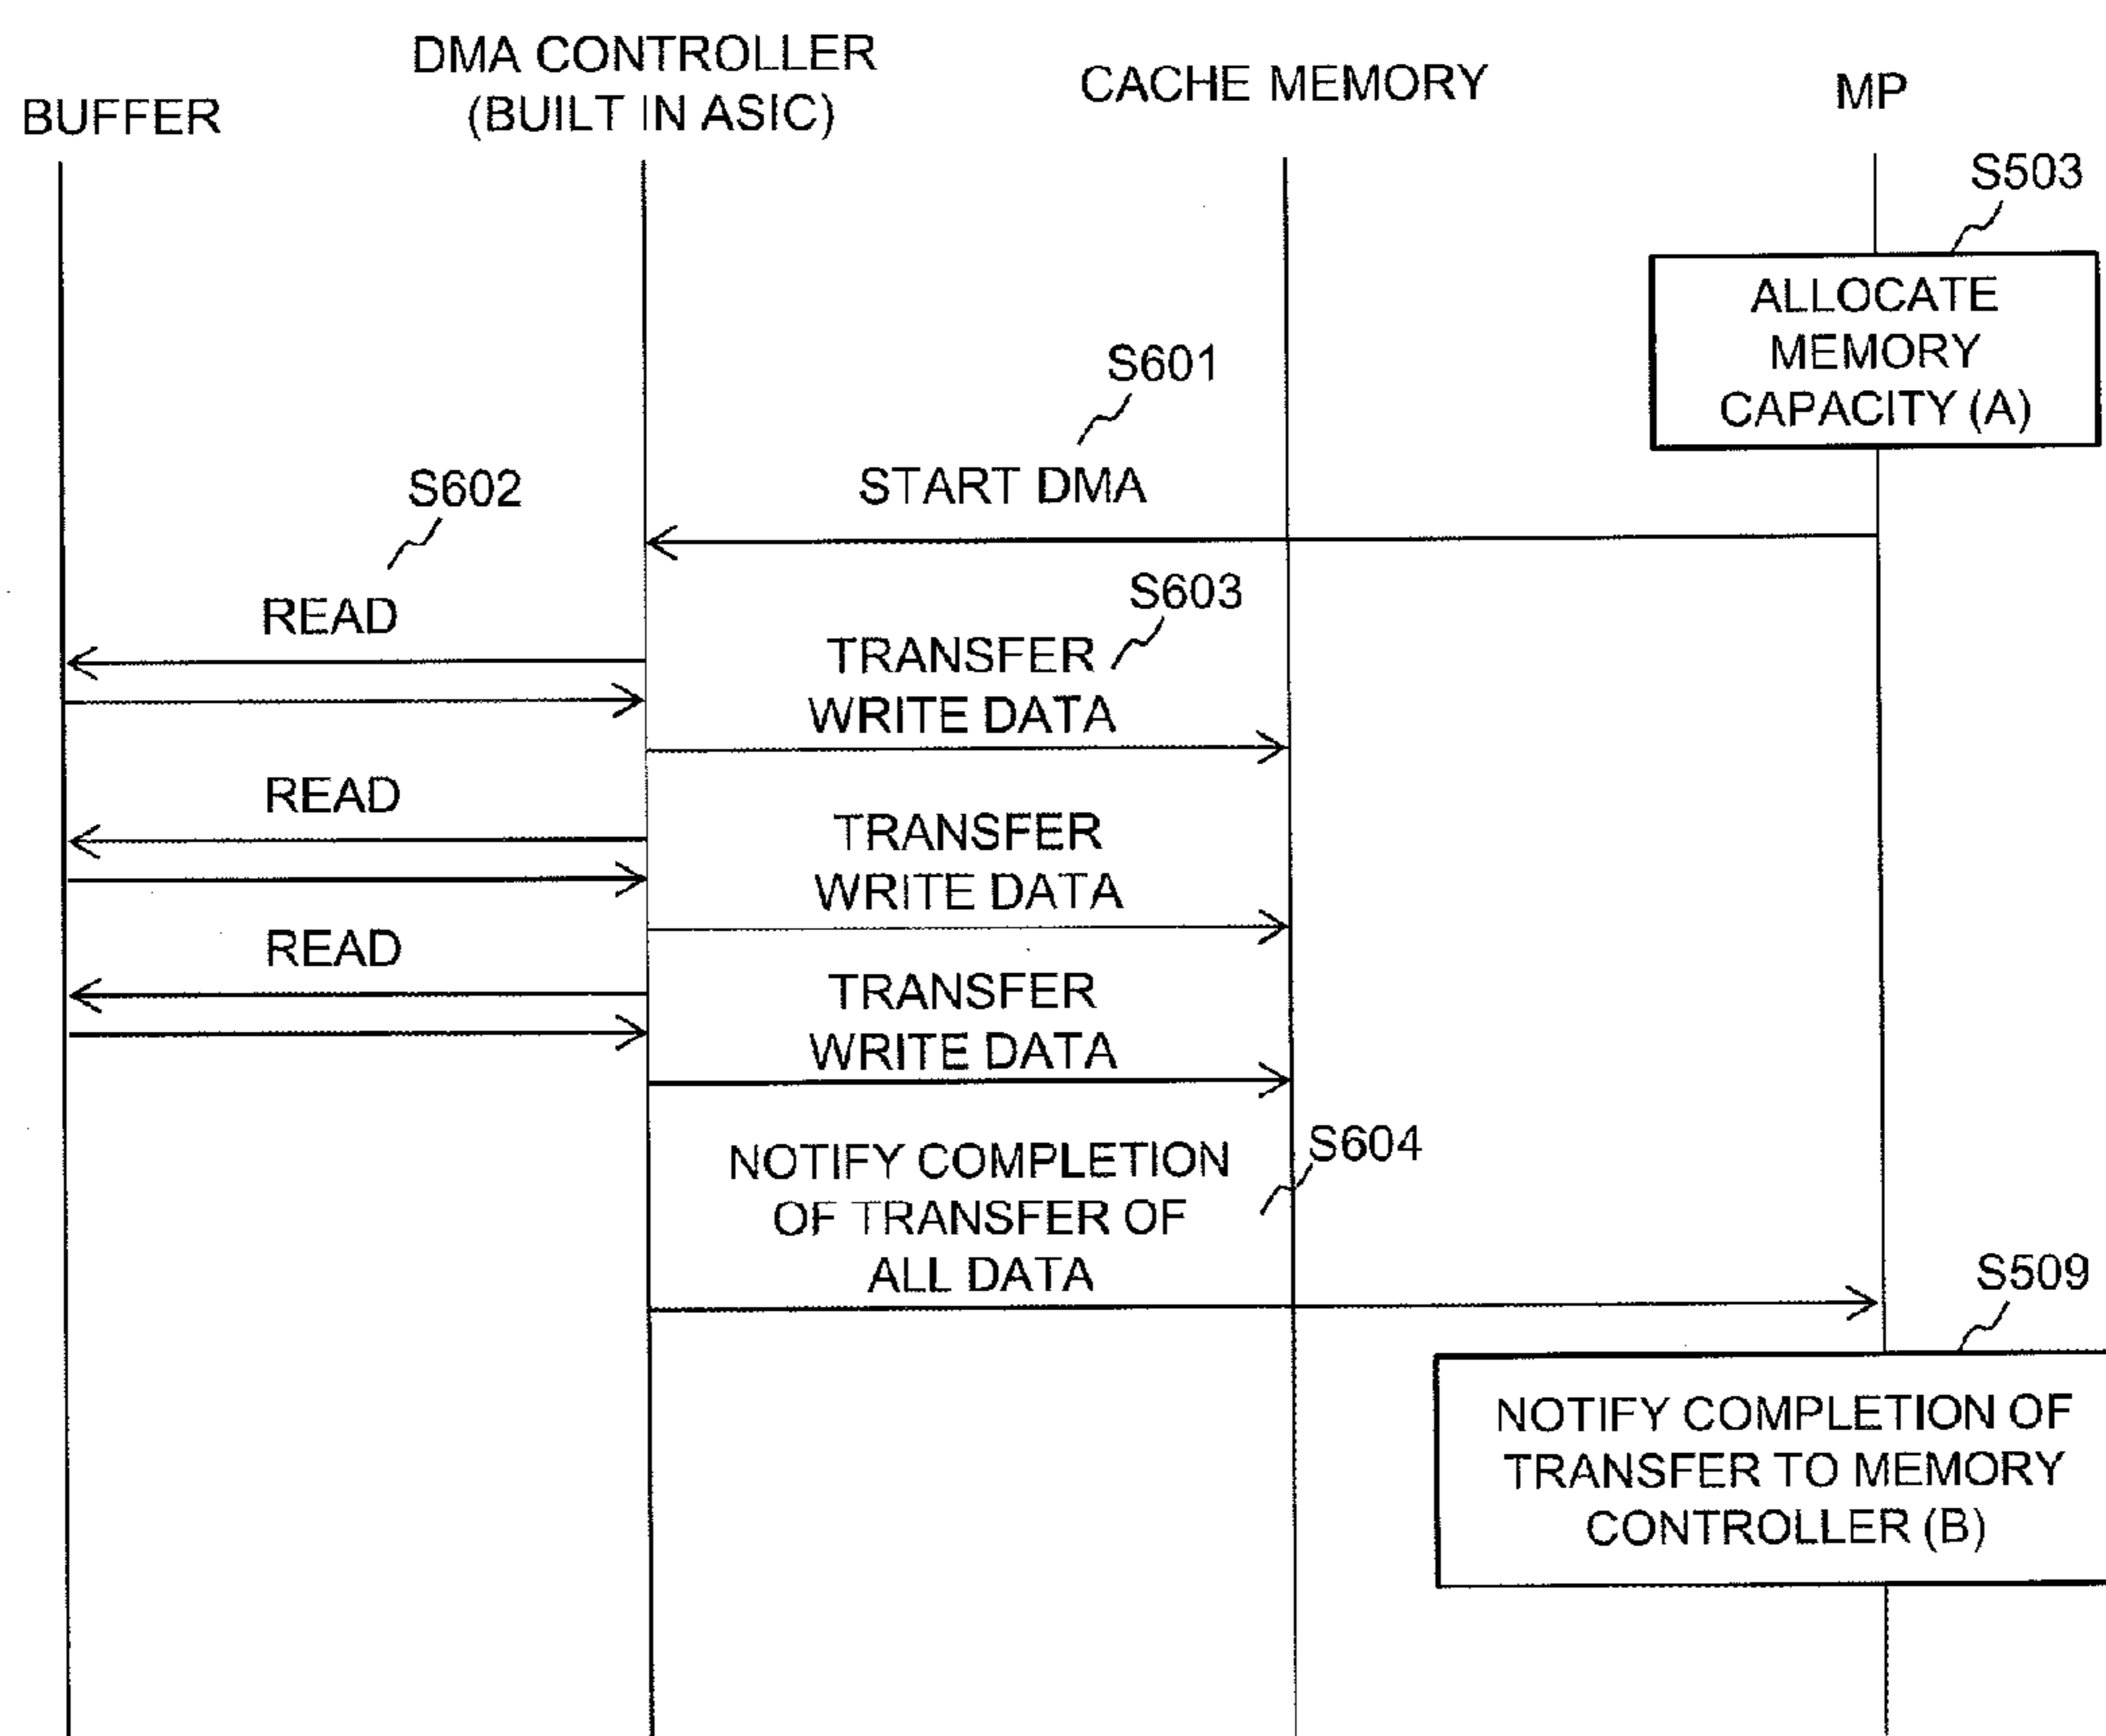 BUFFER
DMA CONTROLLER
(BUILT IN ASIC)
CACHE MEMORY
MP
S503
ALLOCATE
MEMORY
CAPACITY (A)
S601
START DMA
S602
READ
S603
TRANSFER
WRITE DATA
READ
TRANSFER
WRITE DATA
READ
TRANSFER
WRITE DATA
S604
NOTIFY COMPLETION
OF TRANSFER OF
ALL DATA
S509
NOTIFY COMPLETION OF
TRANSFER TO MEMORY
CONTROLLER (B)